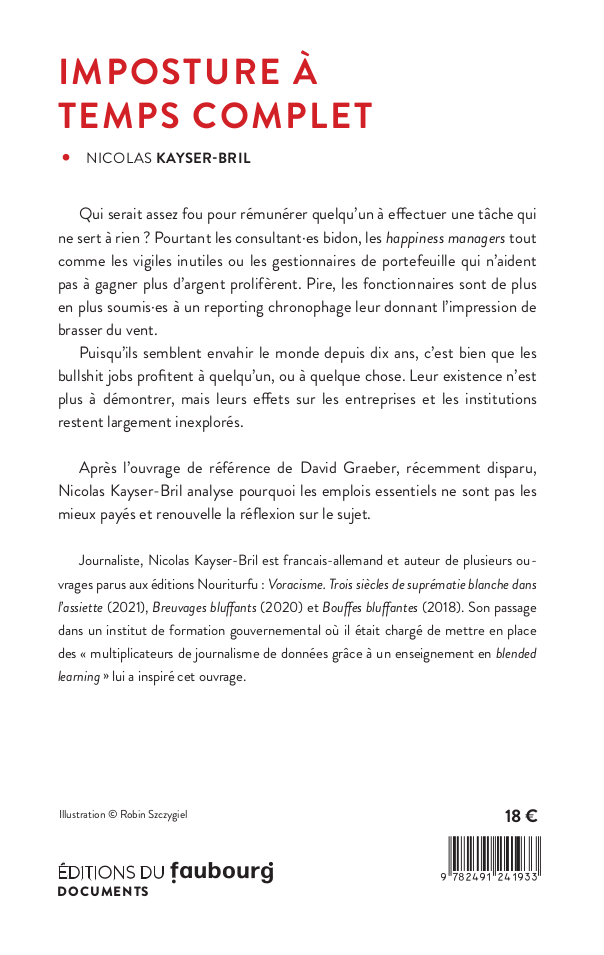 IMPOSTURE À
TEMPS COMPLET
• NICOLAS KAYSER-BRIL
Qui serait assez fou pour rémunérer quelqu’un à effectuer une tâche qui
ne sert à rien ? Pourtant les consultant·es bidon, les happiness managers tout
comme les vigiles inutiles ou les gestionnaires de portefeuille qui n’aident
pas à gagner plus d’argent prolifèrent. Pire, les fonctionnaires sont de plus
en plus soumis·es à un reporting chronophage leur donnant l’impression de
brasser du vent.
Puisqu’ils semblent envahir le monde depuis dix ans, c’est bien que les
bullshit jobs profitent à quelqu’un, ou à quelque chose. Leur existence n’est
plus à démontrer, mais leurs effets sur les entreprises et les institutions
restent largement inexplorés.
Après l’ouvrage de référence de David Graeber, récemment disparu,
Nicolas Kayser-Bril analyse pourquoi les emplois essentiels ne sont pas les
mieux payés et renouvelle la réflexion sur le sujet.
Journaliste, Nicolas Kayser-Bril est francais-allemand et auteur de plusieurs ou-
vrages parus aux éditions Nouriturfu : Voracisme. Trois siècles de suprématie blanche dans
l’assiette (2021), Breuvages bluffants (2020) et Bouffes bluffantes (2018). Son passage
dans un institut de formation gouvernemental où il était chargé de mettre en place
des « multiplicateurs de journalisme de données grâce à un enseignement en blended
learning » lui a inspiré cet ouvrage.
Illustration © Robin Szczygiel
18 €
9 782491 241933
ÉDITIONS DU faubourg
DOCUMENTS